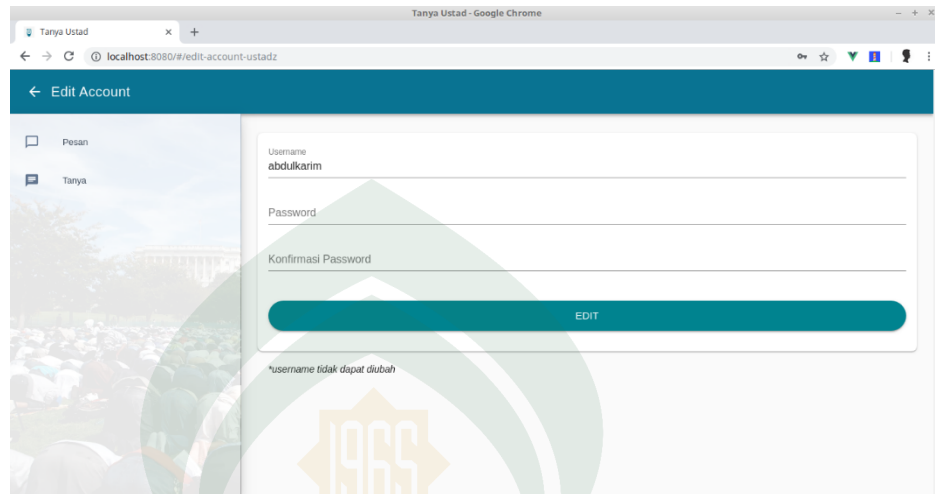 Tanya Ustad - Google Chrome
Tanya Ustad
localhost:8080/#/edit-account-ustadz
Edit Account
Pesan
Tanya
Username
abdulkarim
Password
Konfirmasi Password
EDIT
*username tidak dapat diubah
1965